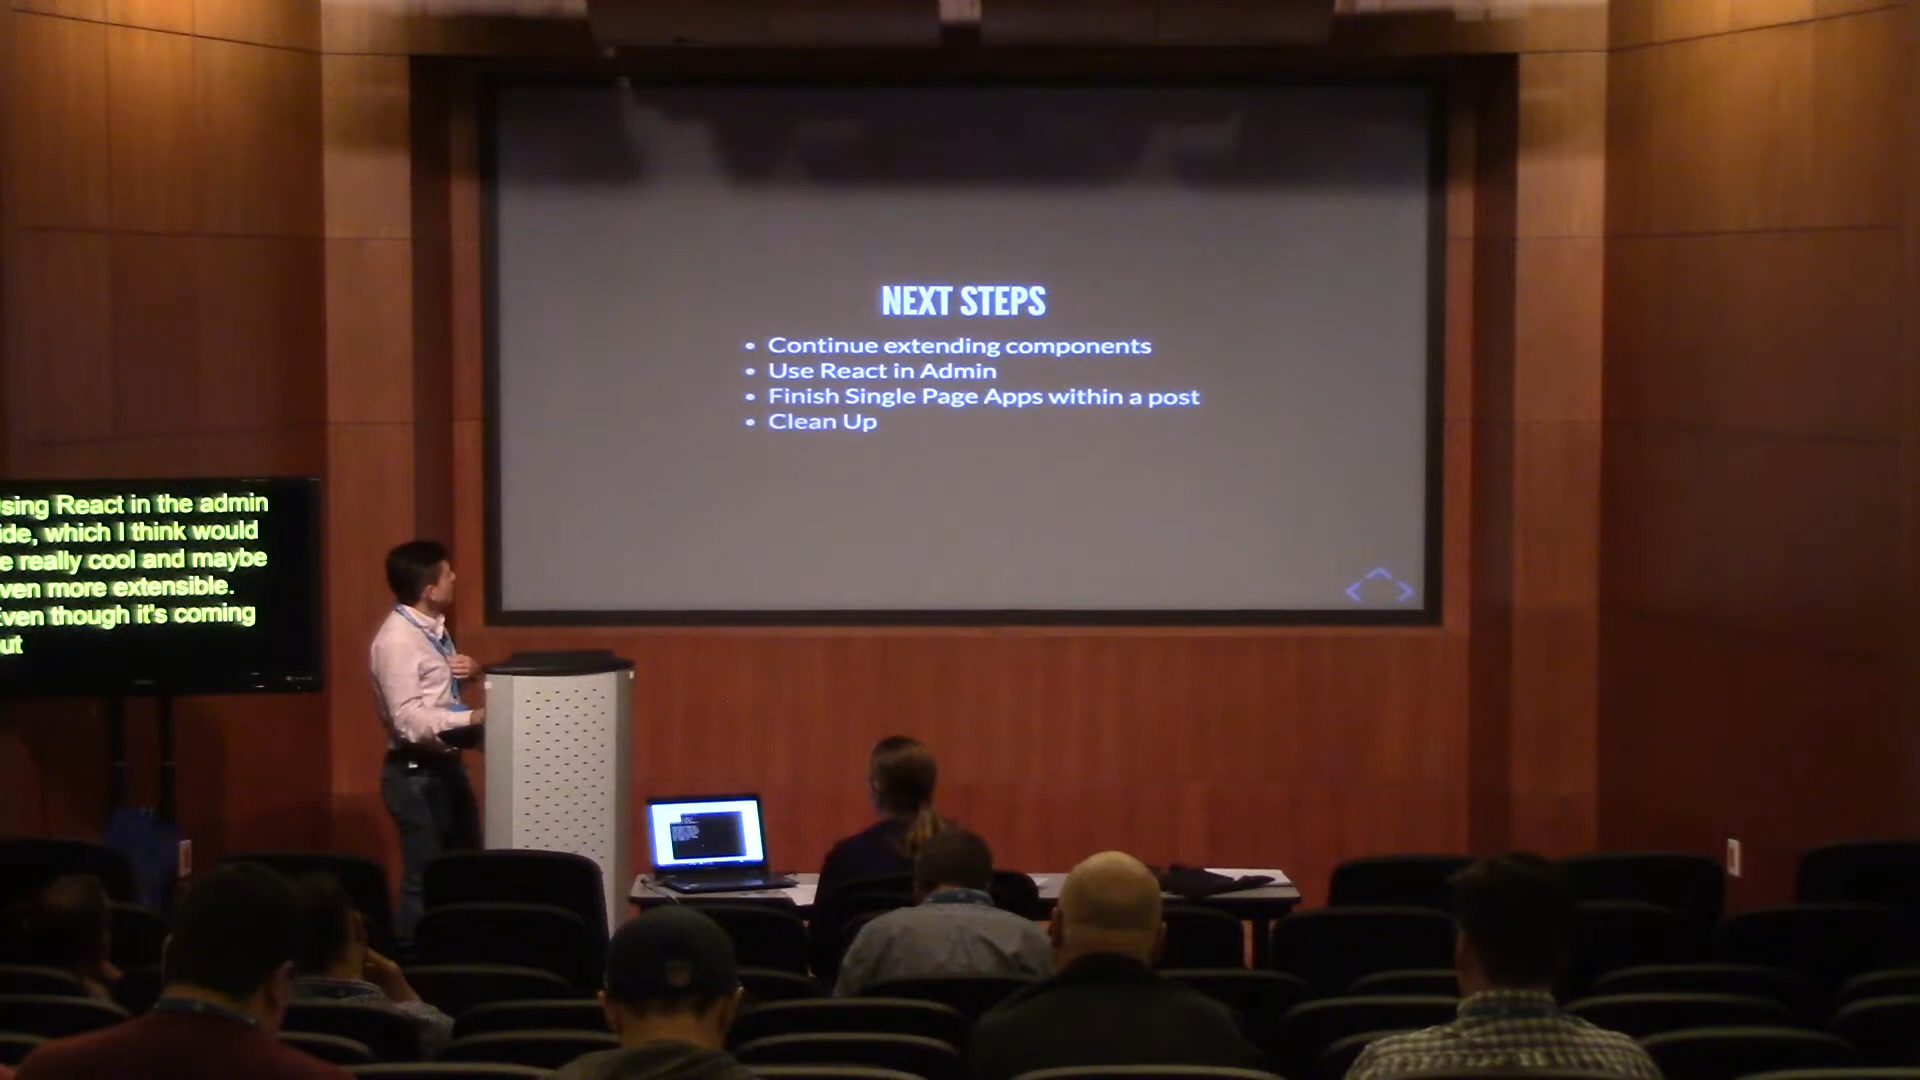 NEXT STEPS
• Continue extending components
• Use React in Admin
• Finish Single Page Apps within a post
• Clean Up
sing React in the admin
ide, which I think would
e really cool and maybe
ven more extensible.
Even though it's coming
ut